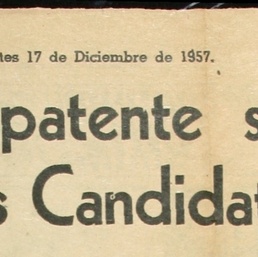 tes 17 de Diciembre de 1957.
patente s
s Candidat